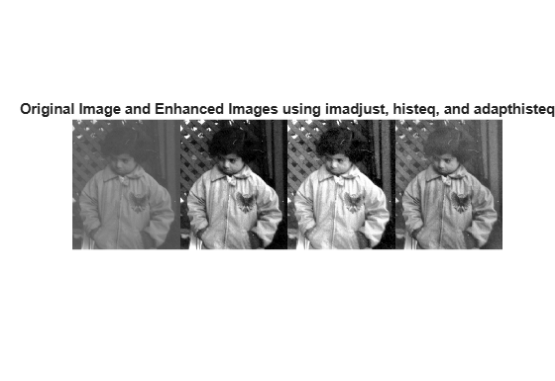 Original Image and Enhanced Images using imadjust, histeq, and adapthisteq